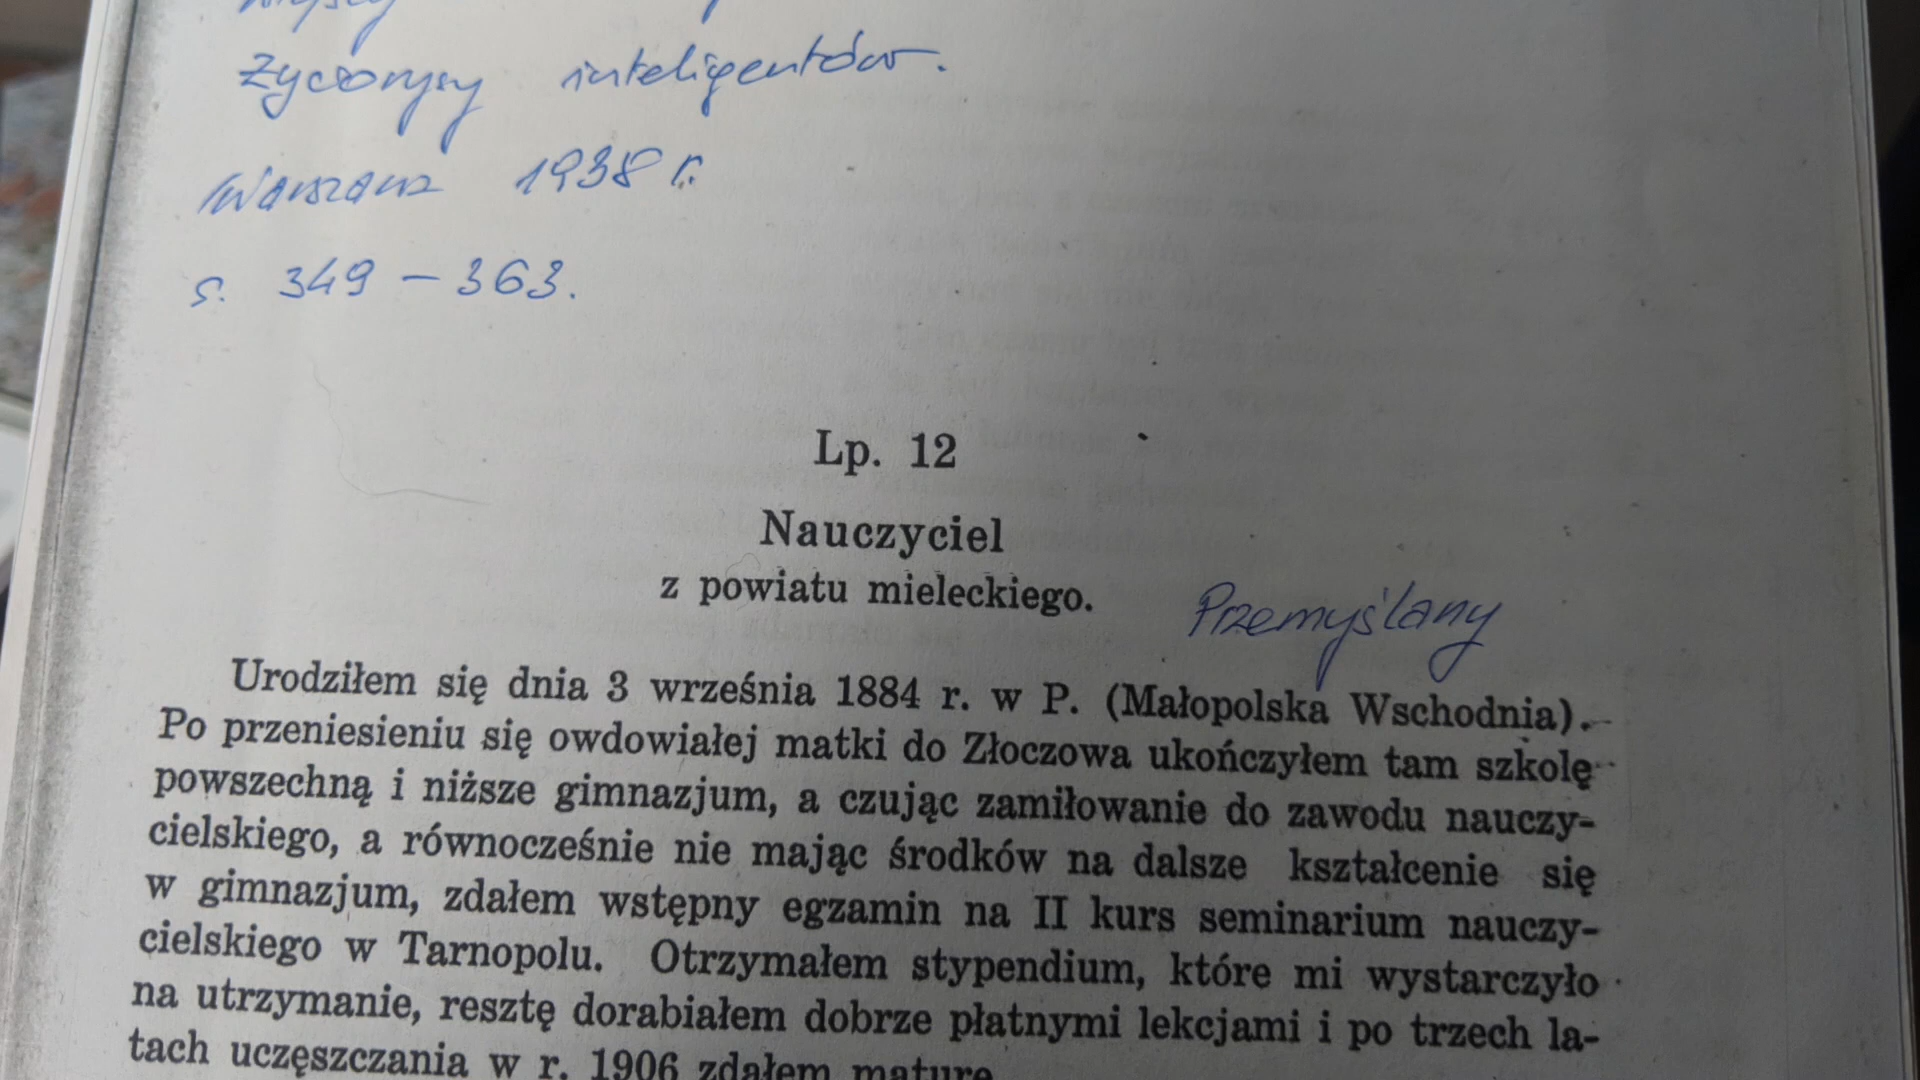 Życiorysy inteligentów.
Warszawa 1938 r.
s. 349 – 363.
Lp. 12
Nauczyciel
z powiatu mieleckiego.
Przemyślany
Urodziłem się dnia 3 września 1884 r. w P. (Małopolska Wschodnia).
Po przeniesieniu się owdowiałej matki do Złoczowa ukończyłem tam szkolę
powszechną i niższe gimnazjum, a czując zamiłowanie do zawodu nauczy-
cielskiego, a równocześnie nie mając środków na dalsze kształcenie się
w gimnazjum, zdałem wstępny egzamin na II kurs seminarium nauczy-
cielskiego w Tarnopolu. Otrzymałem stypendium, które mi wystarczyło
na utrzymanie, resztę dorabiałem dobrze płatnymi lekcjami i po trzech la-
tach uczęszczania w r. 1906 zdałem maturę